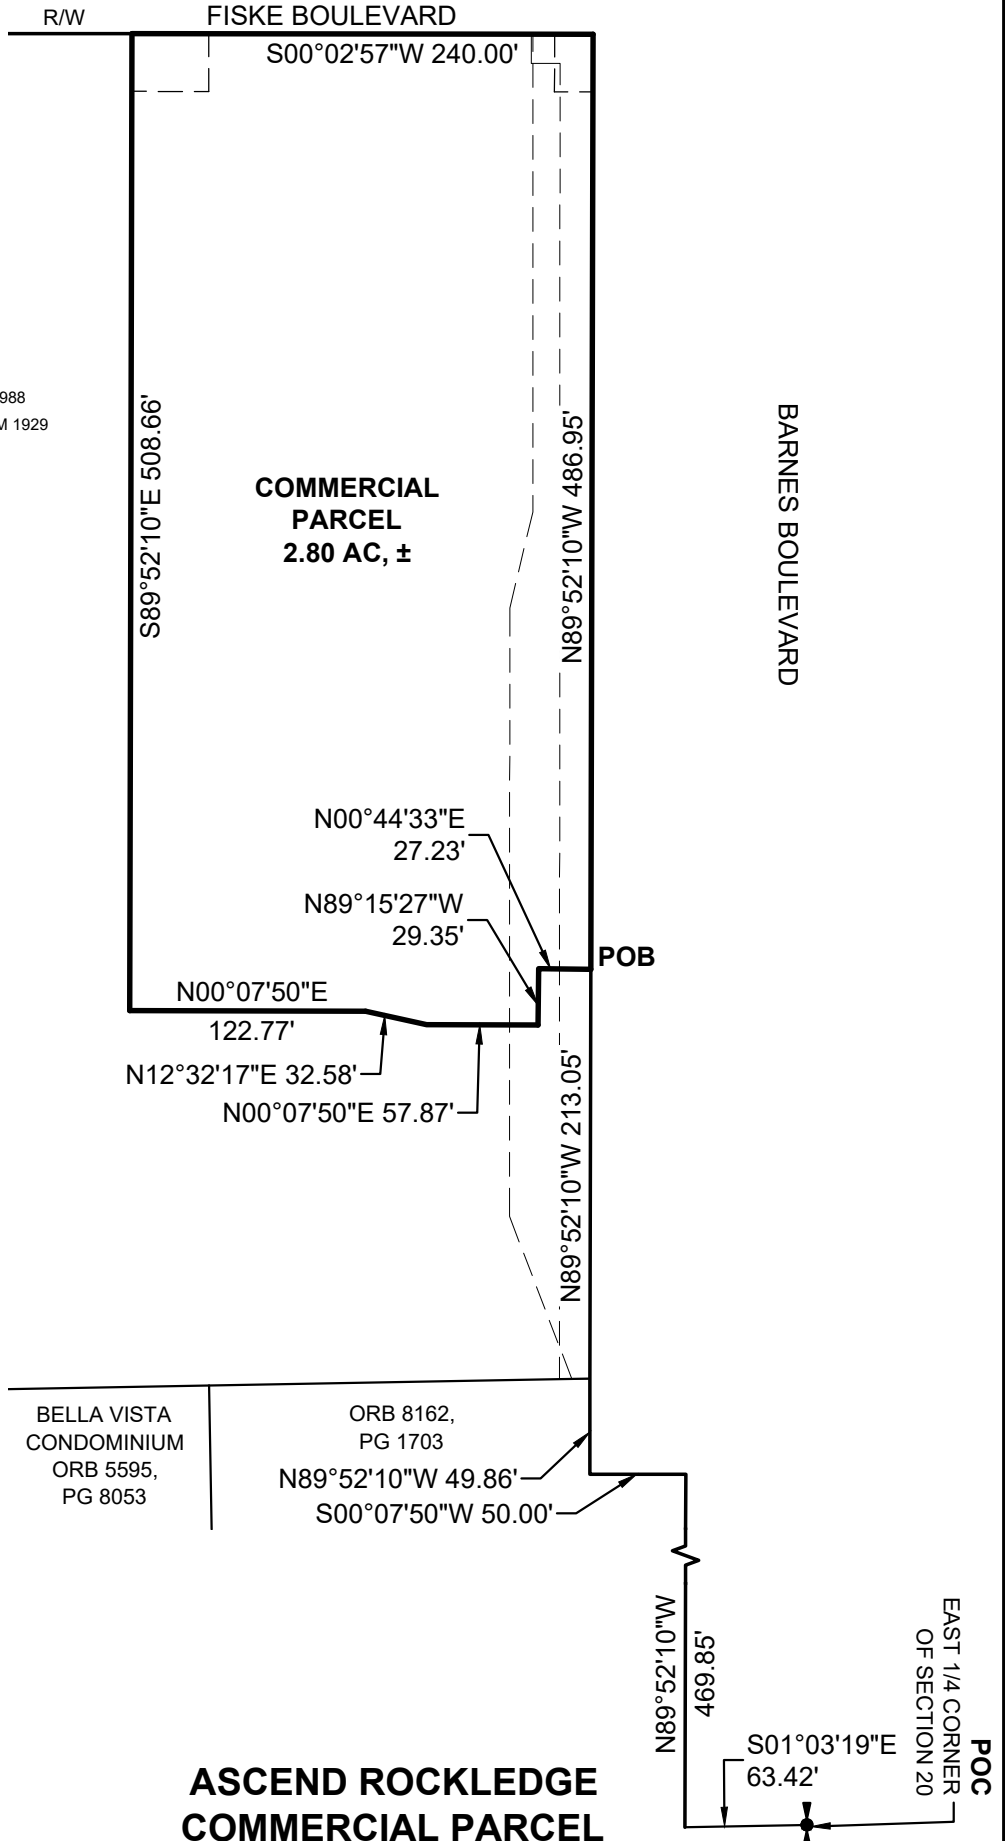 R/W
FISKE BOULEVARD
S00°02'57"W 240.00'
988
M 1929
S89°52'10"E 508.66'
COMMERCIAL
PARCEL
2.80 AC, ±
N89°52'10"W 486.95'
BARNES BOULEVARD
N00°44'33"E
27.23'
N89°15'27"W
29.35'
POB
N00°07'50"E
122.77'
N12°32'17"E 32.58'
N00°07'50"E 57.87'
N89°52'10"W 213.05'
BELLA VISTA
CONDOMINIUM
ORB 5595,
PG 8053
ORB 8162,
PG 1703
N89°52'10"W 49.86'
S00°07'50"W 50.00'
N89°52'10"W
469.85'
S01°03'19"E
63.42'
POC
EAST 1/4 CORNER
OF SECTION 20
ASCEND ROCKLEDGE
COMMERCIAL PARCEL